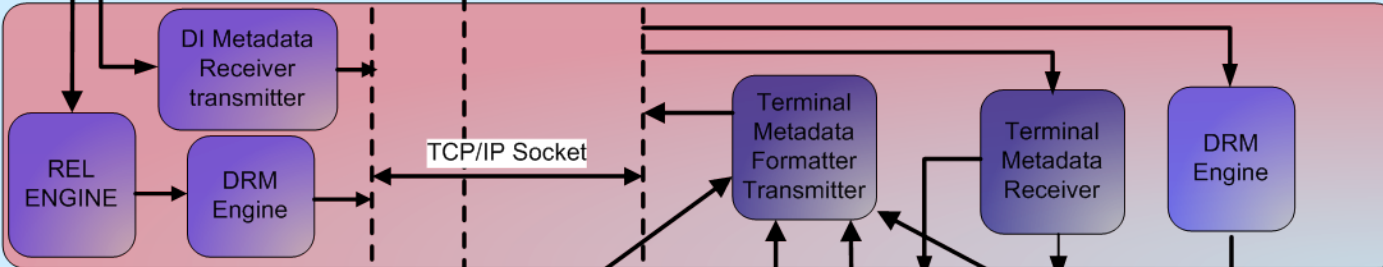 DI Metadata
Receiver
transmitter
REL
ENGINE
DRM
Engine
TCP/IP Socket
Terminal
Metadata
Formatter
Transmitter
Terminal
Metadata
Receiver
DRM
Engine